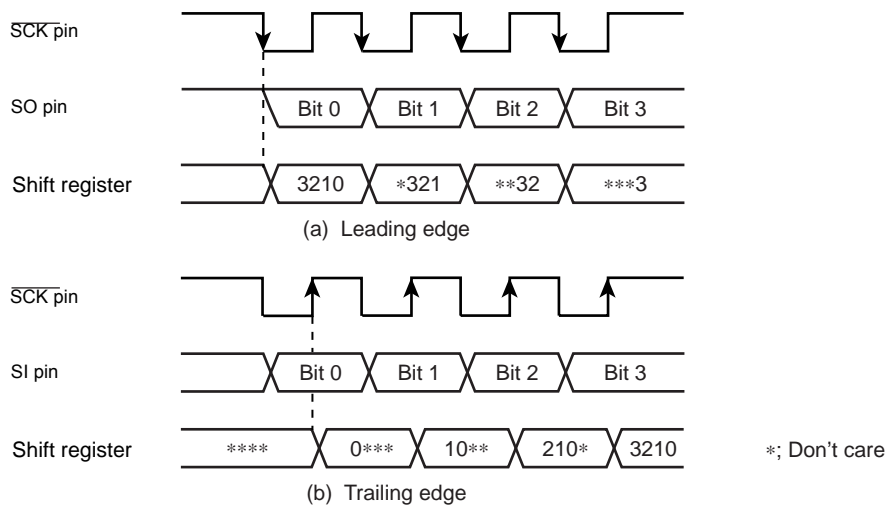 SCK pin
SO pin
Bit 0 Bit 1 Bit 2 Bit 3
Shift register
3210 *321 **32 ***3
(a) Leading edge
SCK pin
SI pin
Bit 0 Bit 1 Bit 2 Bit 3
Shift register
**** 0*** 10** 210* 3210
*; Don't care
(b) Trailing edge